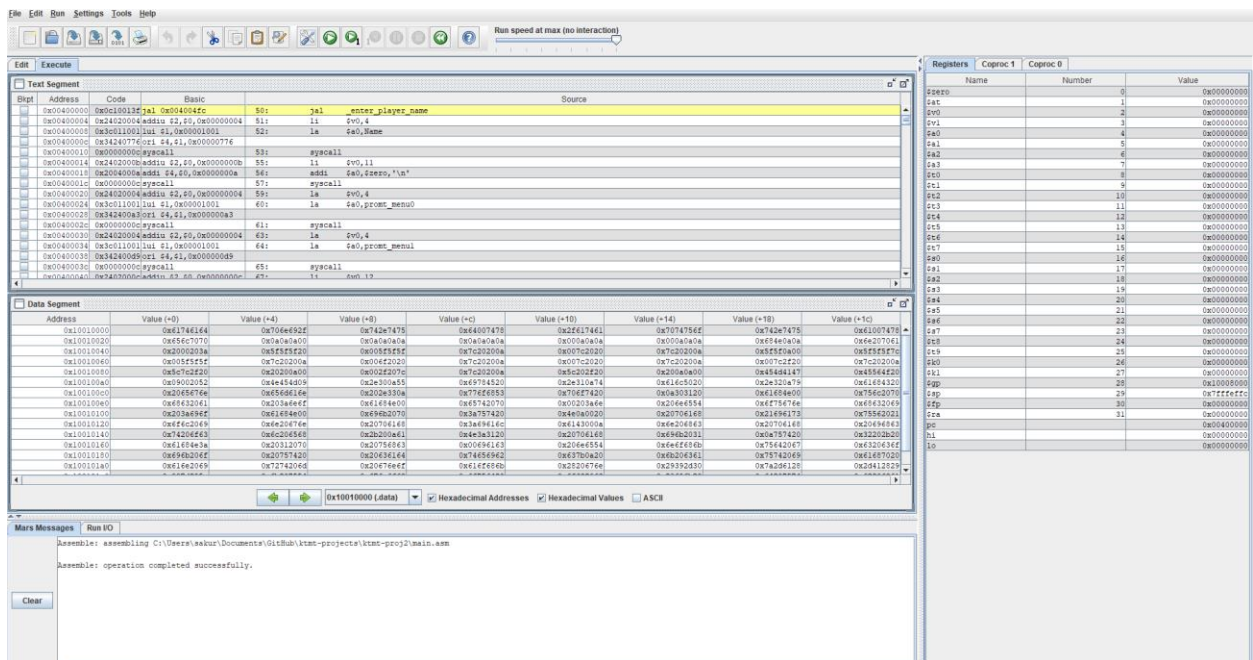 File Edit Run Settings Tools Help
Run speed at max (no interaction)
Edit Execute
Text Segment
Bkpt Address Code Basic Source
0x00400000 0x0c10013f jal 0x004004fc 50: jal _enter_player_name
0x00400004 0x24020004 addiu $2,$0,0x00000004 51: li $v0,4
0x00400008 0x3c011001 lui $1,0x00001001 52: la $a0,Name
0x0040000c 0x34240776 ori $4,$1,0x00000776
0x00400010 0x0000000c syscall 53: syscall
0x00400014 0x2402000b addiu $2,$0,0x0000000b 55: li $v0,11
0x00400018 0x2004000a addi $4,$0,0x0000000a 56: addi $a0,$zero,'\n'
0x0040001c 0x0000000c syscall 57: syscall
0x00400020 0x24020004 addiu $2,$0,0x00000004 59: la $v0,4
0x00400024 0x3c011001 lui $1,0x00001001 60: la $a0,promt_menu0
0x00400028 0x342400a3 ori $4,$1,0x000000a3
0x0040002c 0x0000000c syscall 61: syscall
0x00400030 0x24020004 addiu $2,$0,0x00000004 63: la $v0,4
0x00400034 0x3c011001 lui $1,0x00001001 64: la $a0,promt_menu1
0x00400038 0x342400d9 ori $4,$1,0x000000d9
0x0040003c 0x0000000c syscall 65: syscall
0x00400040 0x2402000c addiu $2,$0,0x0000000c 67: li $v0,12
Data Segment
Address Value (+0) Value (+4) Value (+8) Value (+c) Value (+10) Value (+14) Value (+18) Value (+1c)
0x10010000 0x61746164 0x706e692f 0x742e7475 0x64007478 0x2f617461 0x7074756f 0x742e7475 0x61007478
0x10010020 0x656c7070 0x0a0a0a00 0x0a0a0a0a 0x0a0a0a0a 0x000a0a0a 0x000a0a0a 0x684e0a0a 0x6e207061
0x10010040 0x2000203a 0x5f5f5f20 0x005f5f5f 0x7c20200a 0x007c2020 0x7c20200a 0x5f5f0a00 0x5f5f5f7c
0x10010060 0x005f5f5f 0x7c20200a 0x006f2020 0x7c20200a 0x007c2020 0x7c20200a 0x007c2f20 0x7c20200a
0x10010080 0x5c7c2f20 0x20200a00 0x002f207c 0x7c20200a 0x5c202f20 0x200a0a00 0x454d4147 0x45564f20
0x100100a0 0x09002052 0x4e454d09 0x2e300a55 0x69784520 0x2e310a74 0x616c5020 0x2e320a79 0x61684320
0x100100c0 0x2065676e 0x656d616e 0x202e330a 0x776f6853 0x706f7420 0x0a303120 0x61684e00 0x756c2070
0x100100e0 0x68632061 0x203a6e6f 0x61684e00 0x65742070 0x00203a6e 0x206e6554 0x6f75676e 0x68632069
0x10010100 0x203a696f 0x61684e00 0x696b2070 0x3a757420 0x4e0a0020 0x20706168 0x21696173 0x75562021
0x10010120 0x6f6c2069 0x6e20676e 0x20706168 0x3a69616c 0x6143000a 0x6e206863 0x20706168 0x20696863
0x10010140 0x74206f63 0x6c206568 0x2b200a61 0x4e3a3120 0x20706168 0x696b2031 0x0a757420 0x32202b20
0x10010160 0x61684e3a 0x20312070 0x20756863 0x00696163 0x206e6554 0x6e6f686b 0x75642067 0x6320636f
0x10010180 0x696b206f 0x20757420 0x20636164 0x74656962 0x637b0a20 0x6b206361 0x75742069 0x61687020
0x100101a0 0x616e2069 0x7274206d 0x20676e6f 0x616f686b 0x2820676e 0x29392d30 0x7a2d6128 0x2d412829
0x10010000 (.data) Hexadecimal Addresses Hexadecimal Values ASCII
Mars Messages Run I/O
Assemble: assembling C:\Users\sakur\Documents\GitHub\ktmt-projects\ktmt-proj2\main.asm
Assemble: operation completed successfully.
Clear
Registers Coproc 1 Coproc 0
Name Number Value
$zero 0 0x00000000
$at 1 0x00000000
$v0 2 0x00000000
$v1 3 0x00000000
$a0 4 0x00000000
$a1 5 0x00000000
$a2 6 0x00000000
$a3 7 0x00000000
$t0 8 0x00000000
$t1 9 0x00000000
$t2 10 0x00000000
$t3 11 0x00000000
$t4 12 0x00000000
$t5 13 0x00000000
$t6 14 0x00000000
$t7 15 0x00000000
$s0 16 0x00000000
$s1 17 0x00000000
$s2 18 0x00000000
$s3 19 0x00000000
$s4 20 0x00000000
$s5 21 0x00000000
$s6 22 0x00000000
$s7 23 0x00000000
$t8 24 0x00000000
$t9 25 0x00000000
$k0 26 0x00000000
$k1 27 0x00000000
$gp 28 0x10008000
$sp 29 0x7fffeffc
$fp 30 0x00000000
$ra 31 0x00000000
pc 0x00400000
hi 0x00000000
lo 0x00000000